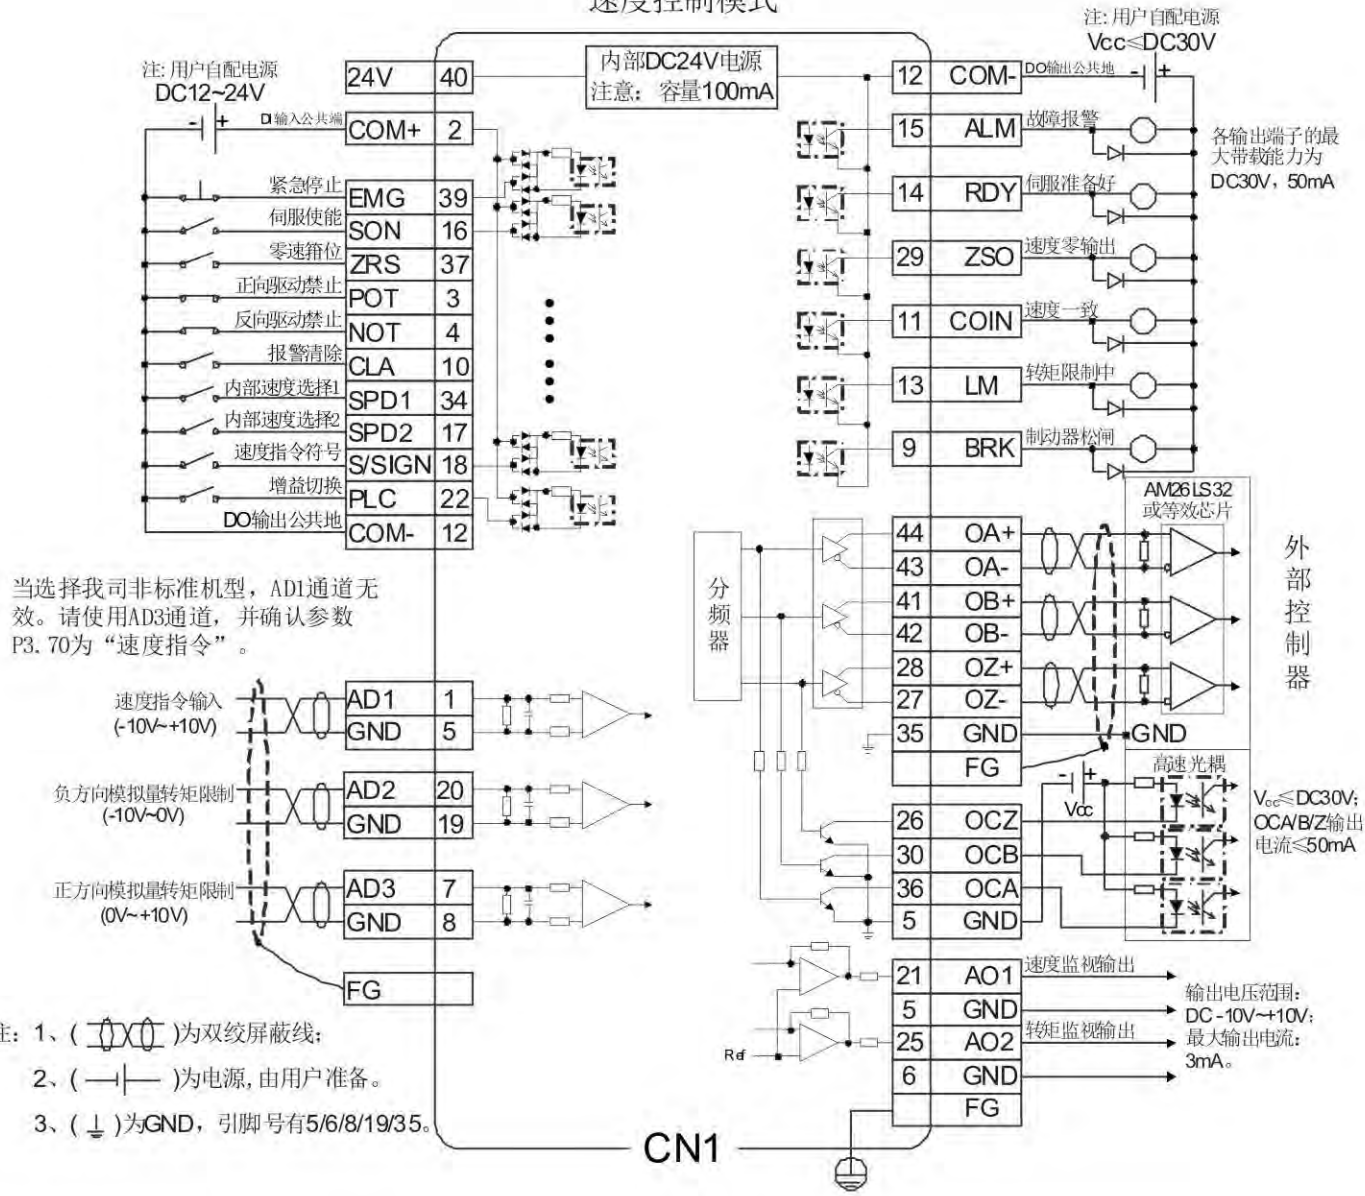 速度控制模式
注: 用户自配电源
DC12~24V
DI输入公共端
24V 40
COM+ 2
紧急停止 EMG 39
伺服使能 SON 16
零速箝位 ZRS 37
正向驱动禁止 POT 3
反向驱动禁止 NOT 4
报警清除 CLA 10
内部速度选择1 SPD1 34
内部速度选择2 SPD2 17
速度指令符号 S/SIGN 18
增益切换 PLC 22
DO输出公共地 COM- 12
当选择我司非标准机型，AD1通道无
效。请使用AD3通道，并确认参数
P3.70为“速度指令”。
速度指令输入
(-10V~+10V)
AD1 1
GND 5
负方向模拟量转矩限制
(-10V~0V)
AD2 20
GND 19
正方向模拟量转矩限制
(0V~+10V)
AD3 7
GND 8
FG
注: 1、( )为双绞屏蔽线;
2、( )为电源,由用户准备。
3、( )为GND，引脚号有5/6/8/19/35。
内部DC24V电源
注意： 容量100mA
注: 用户自配电源
Vcc≤DC30V
12 COM- DO输出公共地 - +
15 ALM 故障报警
14 RDY 伺服准备好
29 ZSO 速度零输出
11 COIN 速度一致
13 LM 转矩限制中
9 BRK 制动器松闸
各输出端子的最
大带载能力为
DC30V，50mA
AM26LS32
或等效芯片
分频器
44 OA+
43 OA-
41 OB+
42 OB-
28 OZ+
27 OZ-
35 GND GND
FG
外部控制器
高速光耦
- +
Vcc
26 OCZ
30 OCB
36 OCA
5 GND
Vcc≤DC30V;
OCA/B/Z输出
电流≤50mA
21 AO1 速度监视输出
5 GND
25 AO2 转矩监视输出
6 GND
FG
Ref
输出电压范围:
DC-10V~+10V;
最大输出电流:
3mA。
CN1